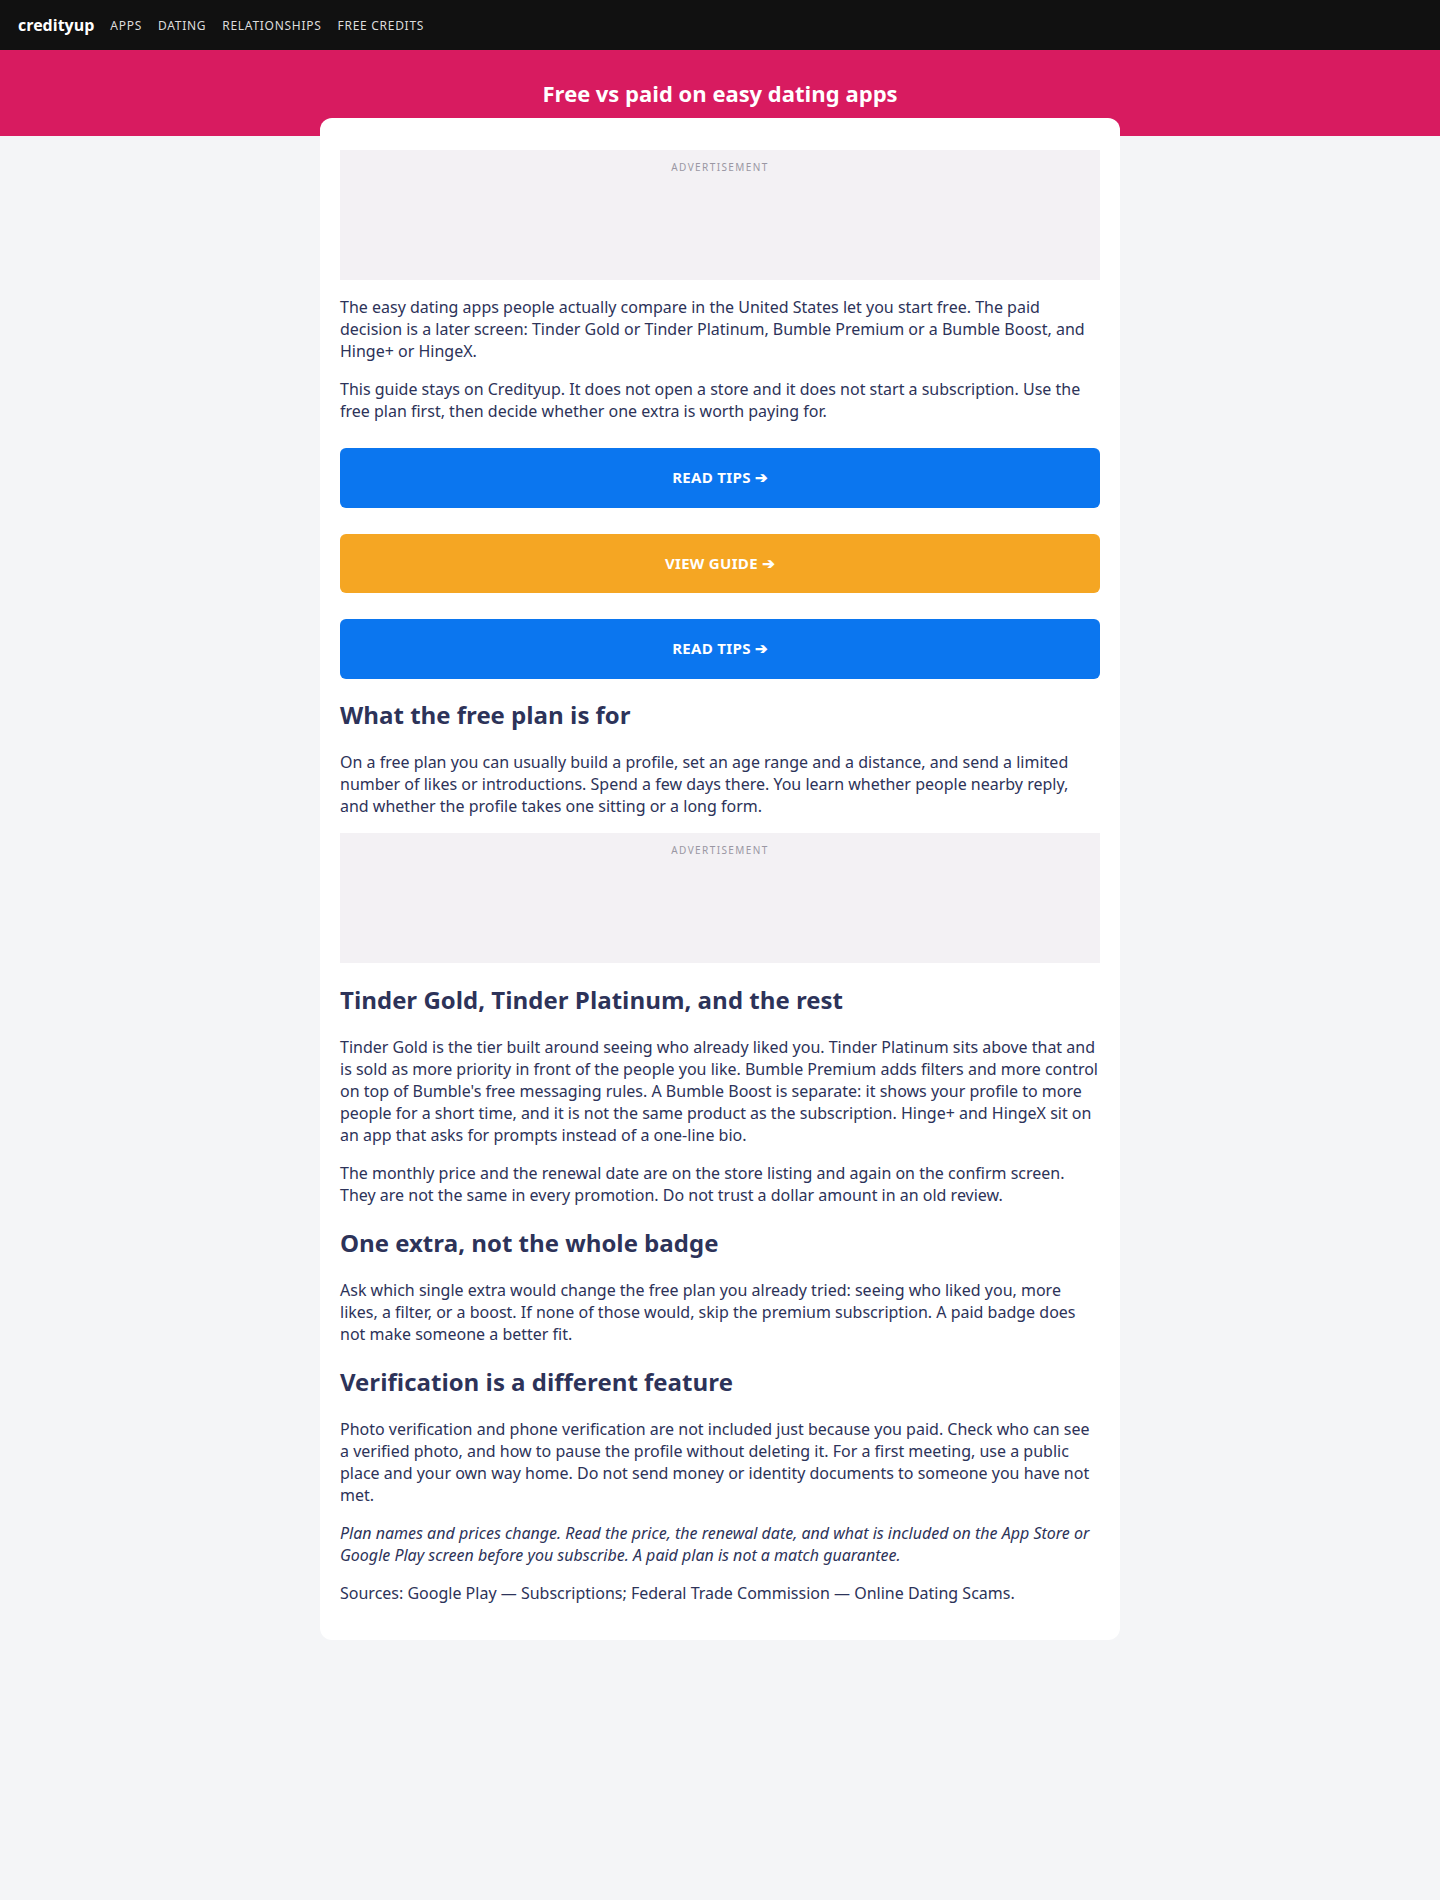 credityup APPS DATING RELATIONSHIPS FREE CREDITS
Free vs paid on easy dating apps
ADVERTISEMENT
The easy dating apps people actually compare in the United States let you start free. The paid
decision is a later screen: Tinder Gold or Tinder Platinum, Bumble Premium or a Bumble Boost, and
Hinge+ or HingeX.
This guide stays on Credityup. It does not open a store and it does not start a subscription. Use the
free plan first, then decide whether one extra is worth paying for.
READ TIPS ➔
VIEW GUIDE ➔
READ TIPS ➔
What the free plan is for
On a free plan you can usually build a profile, set an age range and a distance, and send a limited
number of likes or introductions. Spend a few days there. You learn whether people nearby reply,
and whether the profile takes one sitting or a long form.
ADVERTISEMENT
Tinder Gold, Tinder Platinum, and the rest
Tinder Gold is the tier built around seeing who already liked you. Tinder Platinum sits above that and
is sold as more priority in front of the people you like. Bumble Premium adds filters and more control
on top of Bumble's free messaging rules. A Bumble Boost is separate: it shows your profile to more
people for a short time, and it is not the same product as the subscription. Hinge+ and HingeX sit on
an app that asks for prompts instead of a one-line bio.
The monthly price and the renewal date are on the store listing and again on the confirm screen.
They are not the same in every promotion. Do not trust a dollar amount in an old review.
One extra, not the whole badge
Ask which single extra would change the free plan you already tried: seeing who liked you, more
likes, a filter, or a boost. If none of those would, skip the premium subscription. A paid badge does
not make someone a better fit.
Verification is a different feature
Photo verification and phone verification are not included just because you paid. Check who can see
a verified photo, and how to pause the profile without deleting it. For a first meeting, use a public
place and your own way home. Do not send money or identity documents to someone you have not
met.
Plan names and prices change. Read the price, the renewal date, and what is included on the App Store or
Google Play screen before you subscribe. A paid plan is not a match guarantee.
Sources: Google Play — Subscriptions; Federal Trade Commission — Online Dating Scams.